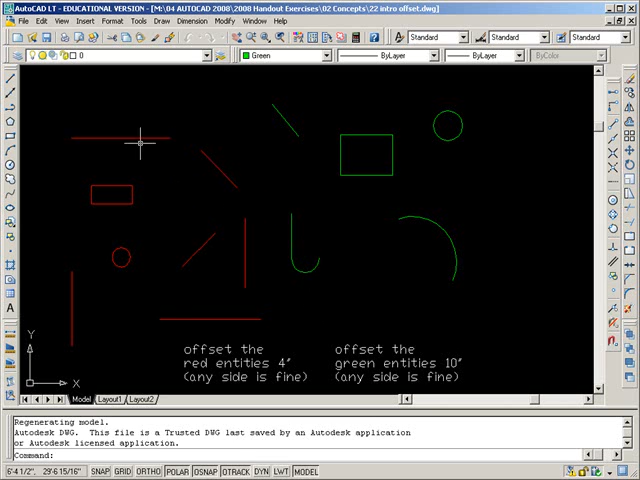 AutoCAD LT - EDUCATIONAL VERSION - [M:\04 AUTOCAD 2008\2008 Handout Exercises\02 Concepts\22 intro offset.dwg]
File Edit View Insert Format Tools Draw Dimension Modify Window Help
Standard Standard Standard
0 Green ByLayer ByLayer ByColor
offset the
red entities 4"
(any side is fine)
offset the
green entities 10"
(any side is fine)
Y
X
Model Layout1 Layout2
Regenerating model.
Autodesk DWG. This file is a Trusted DWG last saved by an Autodesk application
or Autodesk licensed application.
Command:
6'-4 1/2", 29'-6 15/16" SNAP GRID ORTHO POLAR OSNAP OTRACK DYN LWT MODEL